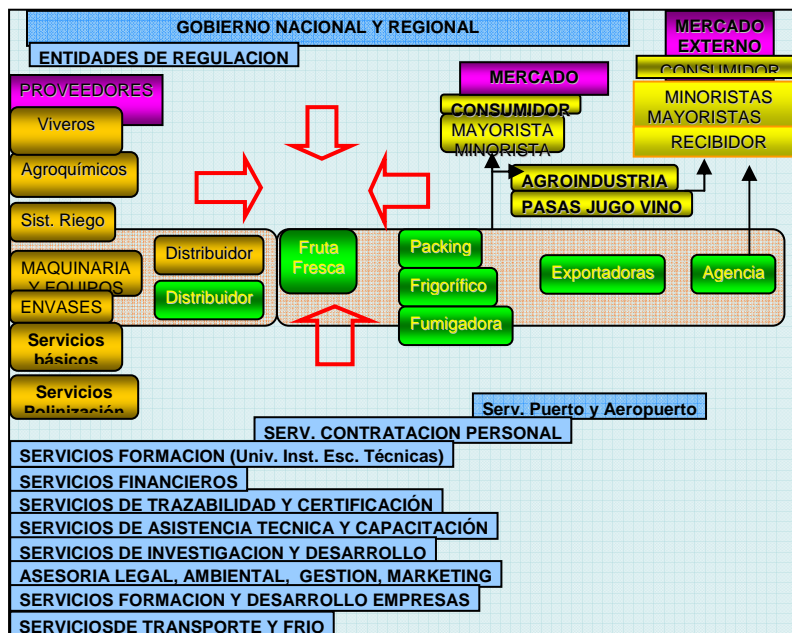 GOBIERNO NACIONAL Y REGIONAL
ENTIDADES DE REGULACION
MERCADO
EXTERNO
CONSUMIDOR
MINORISTAS
MAYORISTAS
RECIBIDOR
MERCADO
CONSUMIDOR
MAYORISTA
MINORISTA
AGROINDUSTRIA
PASAS JUGO VINO
PROVEEDORES
Viveros
Agroquímicos
Sist. Riego
MAQUINARIA
Y EQUIPOS
ENVASES
Servicios
básicos
Servicios
Polinización
Distribuidor
Distribuidor
Fruta
Fresca
Packing
Frigorífico
Fumigadora
Exportadoras
Agencia
Serv. Puerto y Aeropuerto
SERV. CONTRATACION PERSONAL
SERVICIOS FORMACION (Univ. Inst. Esc. Técnicas)
SERVICIOS FINANCIEROS
SERVICIOS DE TRAZABILIDAD Y CERTIFICACIÓN
SERVICIOS DE ASISTENCIA TECNICA Y CAPACITACIÓN
SERVICIOS DE INVESTIGACION Y DESARROLLO
ASESORIA LEGAL, AMBIENTAL, GESTION, MARKETING
SERVICIOS FORMACION Y DESARROLLO EMPRESAS
SERVICIOSDE TRANSPORTE Y FRIO